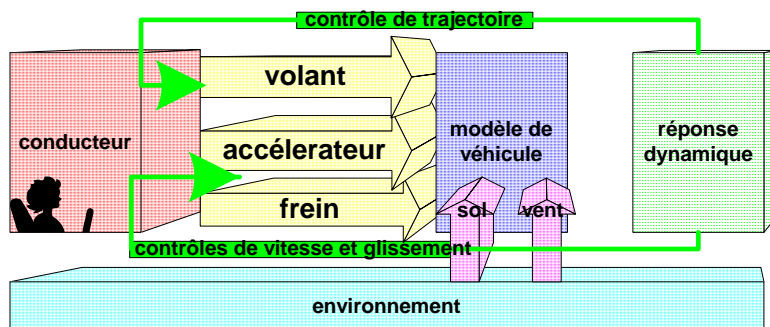 contrôle de trajectoire
volant
conducteur
accélerateur
modèle de
véhicule
réponse
dynamique
frein
sol
vent
contrôles de vitesse et glissement
environnement